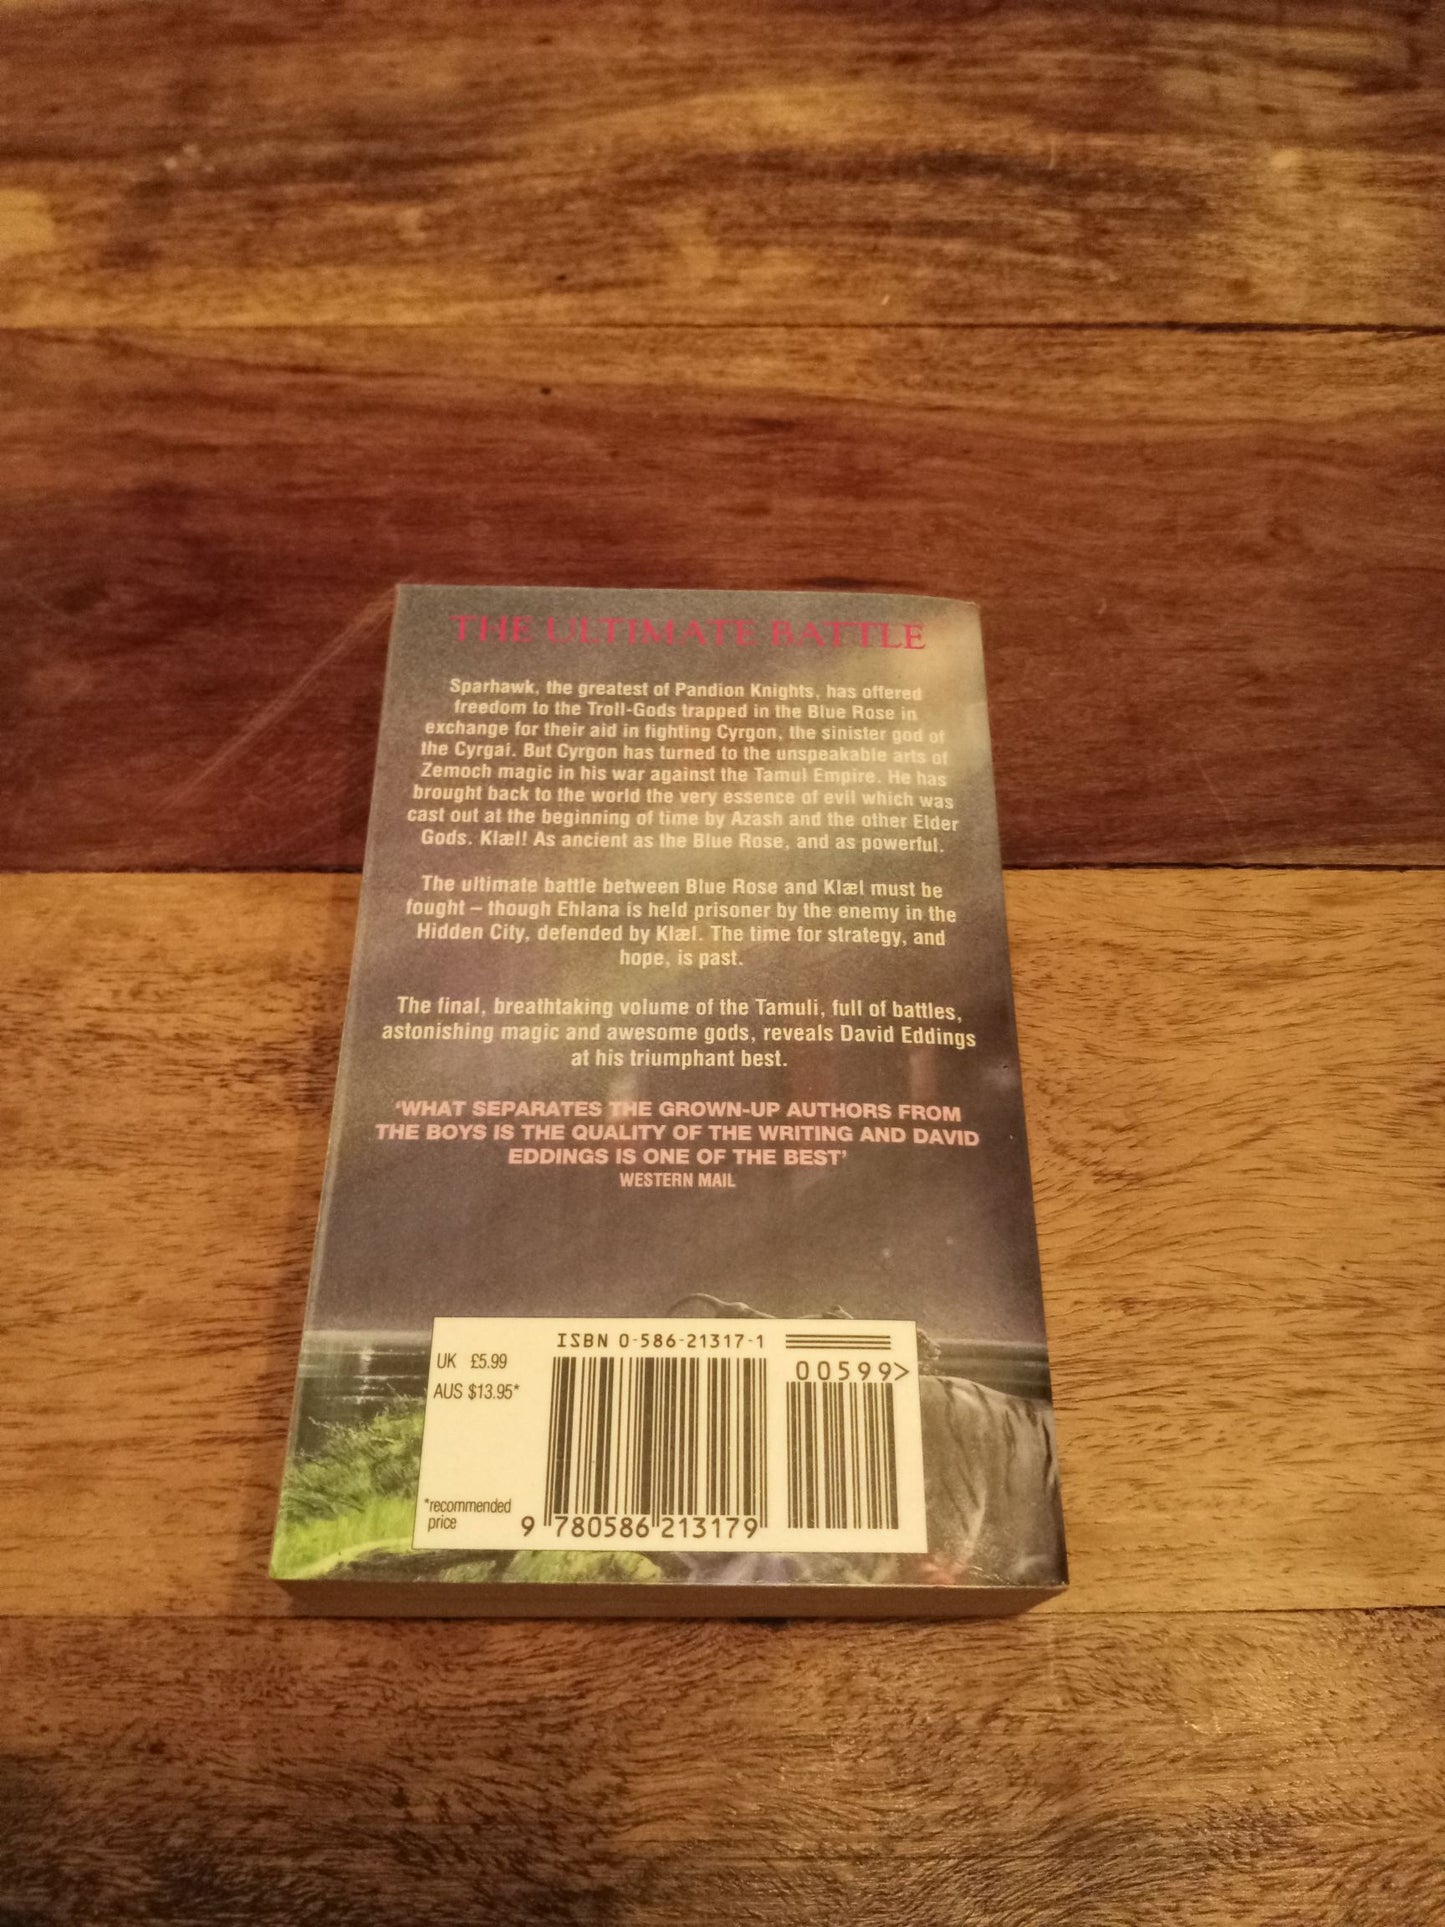 THE ULTIMATE BATTLE
Sparhawk, the greatest of Pandion Knights, has offered
freedom to the Troll-Gods trapped in the Blue Rose in
exchange for their aid in fighting Cyrgon, the sinister god of
the Cyrgai. But Cyrgon has turned to the unspeakable arts of
Zemoch magic in his war against the Tamul Empire. He has
brought back to the world the very essence of evil which was
cast out at the beginning of time by Azash and the other Elder
Gods. Klæl! As ancient as the Blue Rose, and as powerful.
The ultimate battle between Blue Rose and Klæl must be
fought – though Ehlana is held prisoner by the enemy in the
Hidden City, defended by Klæl. The time for strategy, and
hope, is past.
The final, breathtaking volume of the Tamuli, full of battles,
astonishing magic and awesome gods, reveals David Eddings
at his triumphant best.
‘WHAT SEPARATES THE GROWN-UP AUTHORS FROM
THE BOYS IS THE QUALITY OF THE WRITING AND DAVID
EDDINGS IS ONE OF THE BEST’
WESTERN MAIL
ISBN 0-586-21317-1
UK £5.99
AUS $13.95*
00599>
*recommended
price
9 780586 213179